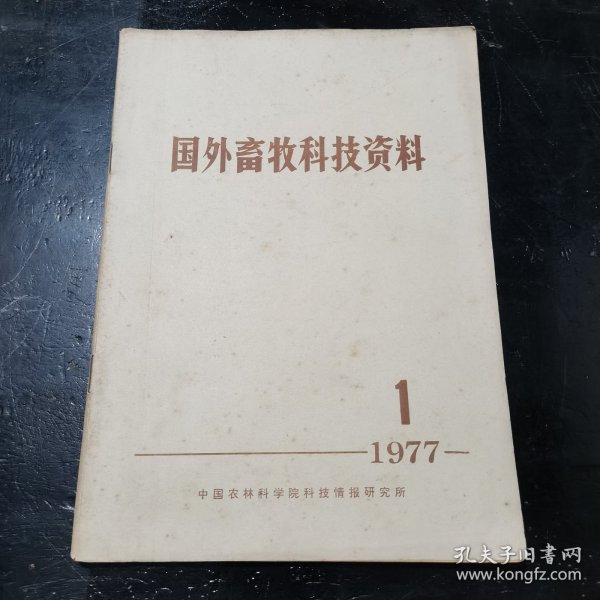 国外畜牧科技资料
1
1977
中国农林科学院科技情报研究所
孔夫子旧書网
www.kongfz.com